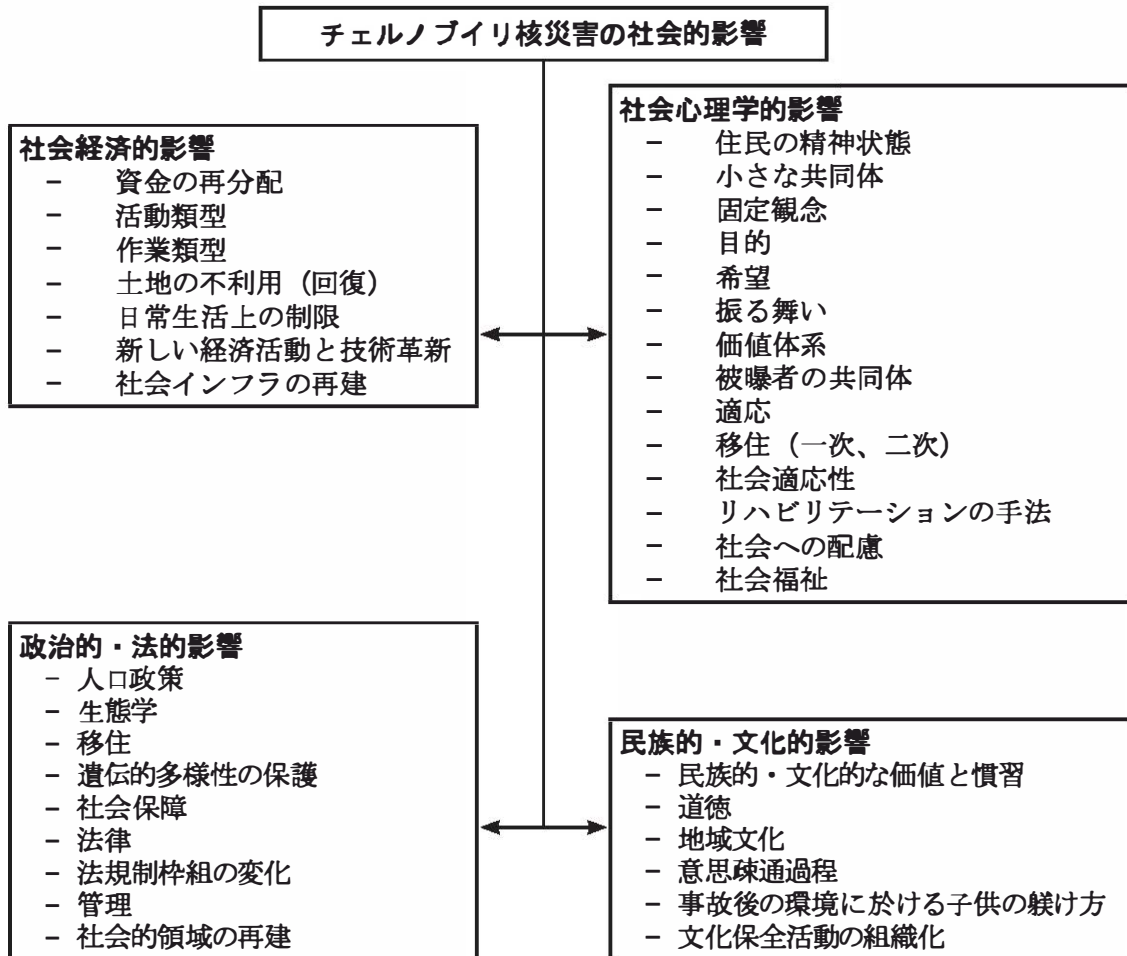 チェルノブイリ核災害の社会的影響
社会経済的影響
− 資金の再分配
− 活動類型
− 作業類型
− 土地の不利用（回復）
− 日常生活上の制限
− 新しい経済活動と技術革新
− 社会インフラの再建
社会心理学的影響
− 住民の精神状態
− 小さな共同体
− 固定観念
− 目的
− 希望
− 振る舞い
− 価値体系
− 被曝者の共同体
− 適応
− 移住（一次、二次）
− 社会適応性
− リハビリテーションの手法
− 社会への配慮
− 社会福祉
政治的・法的影響
− 人口政策
− 生態学
− 移住
− 遺伝的多様性の保護
− 社会保障
− 法律
− 法規制枠組の変化
− 管理
− 社会的領域の再建
民族的・文化的影響
− 民族的・文化的な価値と慣習
− 道徳
− 地域文化
− 意思疎通過程
− 事故後の環境に於ける子供の躾け方
− 文化保全活動の組織化